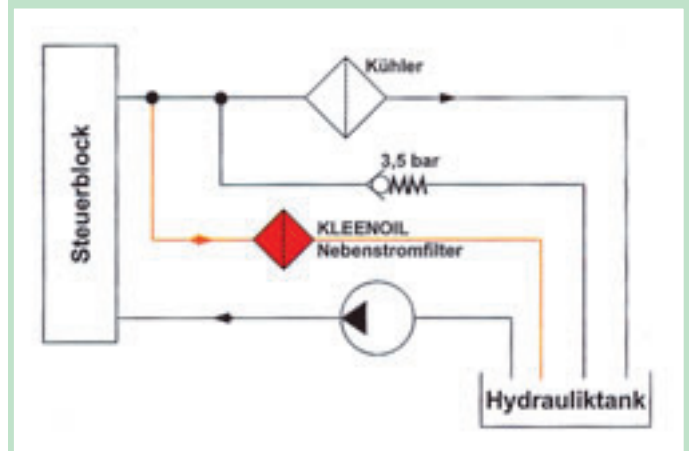 Kühler
3,5 bar
Steuerblock
KLEENOIL
Nebenstromfilter
Hydrauliktank